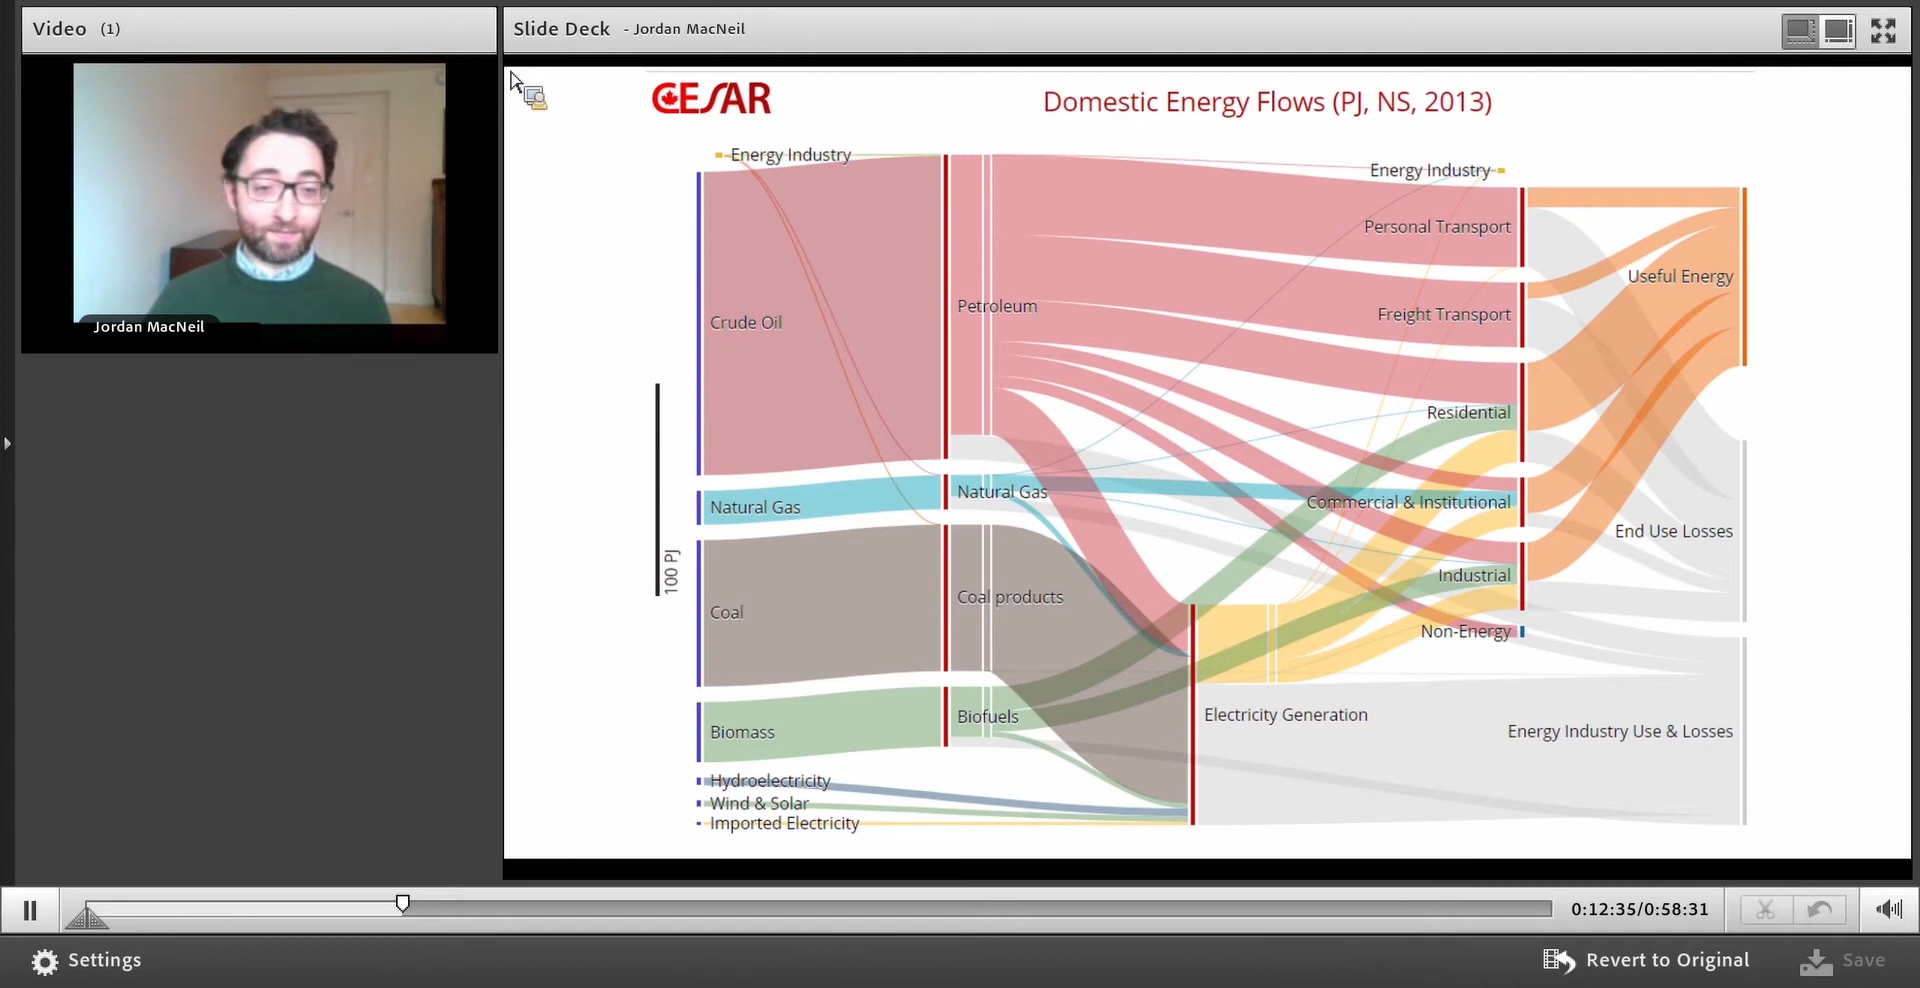 Video (1)
Slide Deck - Jordan MacNeil
Jordan MacNeil
CESAR
Domestic Energy Flows (PJ, NS, 2013)
Energy Industry
Energy Industry
Personal Transport
Useful Energy
Petroleum
Freight Transport
Crude Oil
Residential
Natural Gas
Commercial & Institutional
Natural Gas
End Use Losses
100 PJ
Industrial
Coal products
Coal
Non-Energy
Electricity Generation
Biofuels
Energy Industry Use & Losses
Biomass
Hydroelectricity
Wind & Solar
Imported Electricity
0:12:35/0:58:31
Settings
Revert to Original
Save